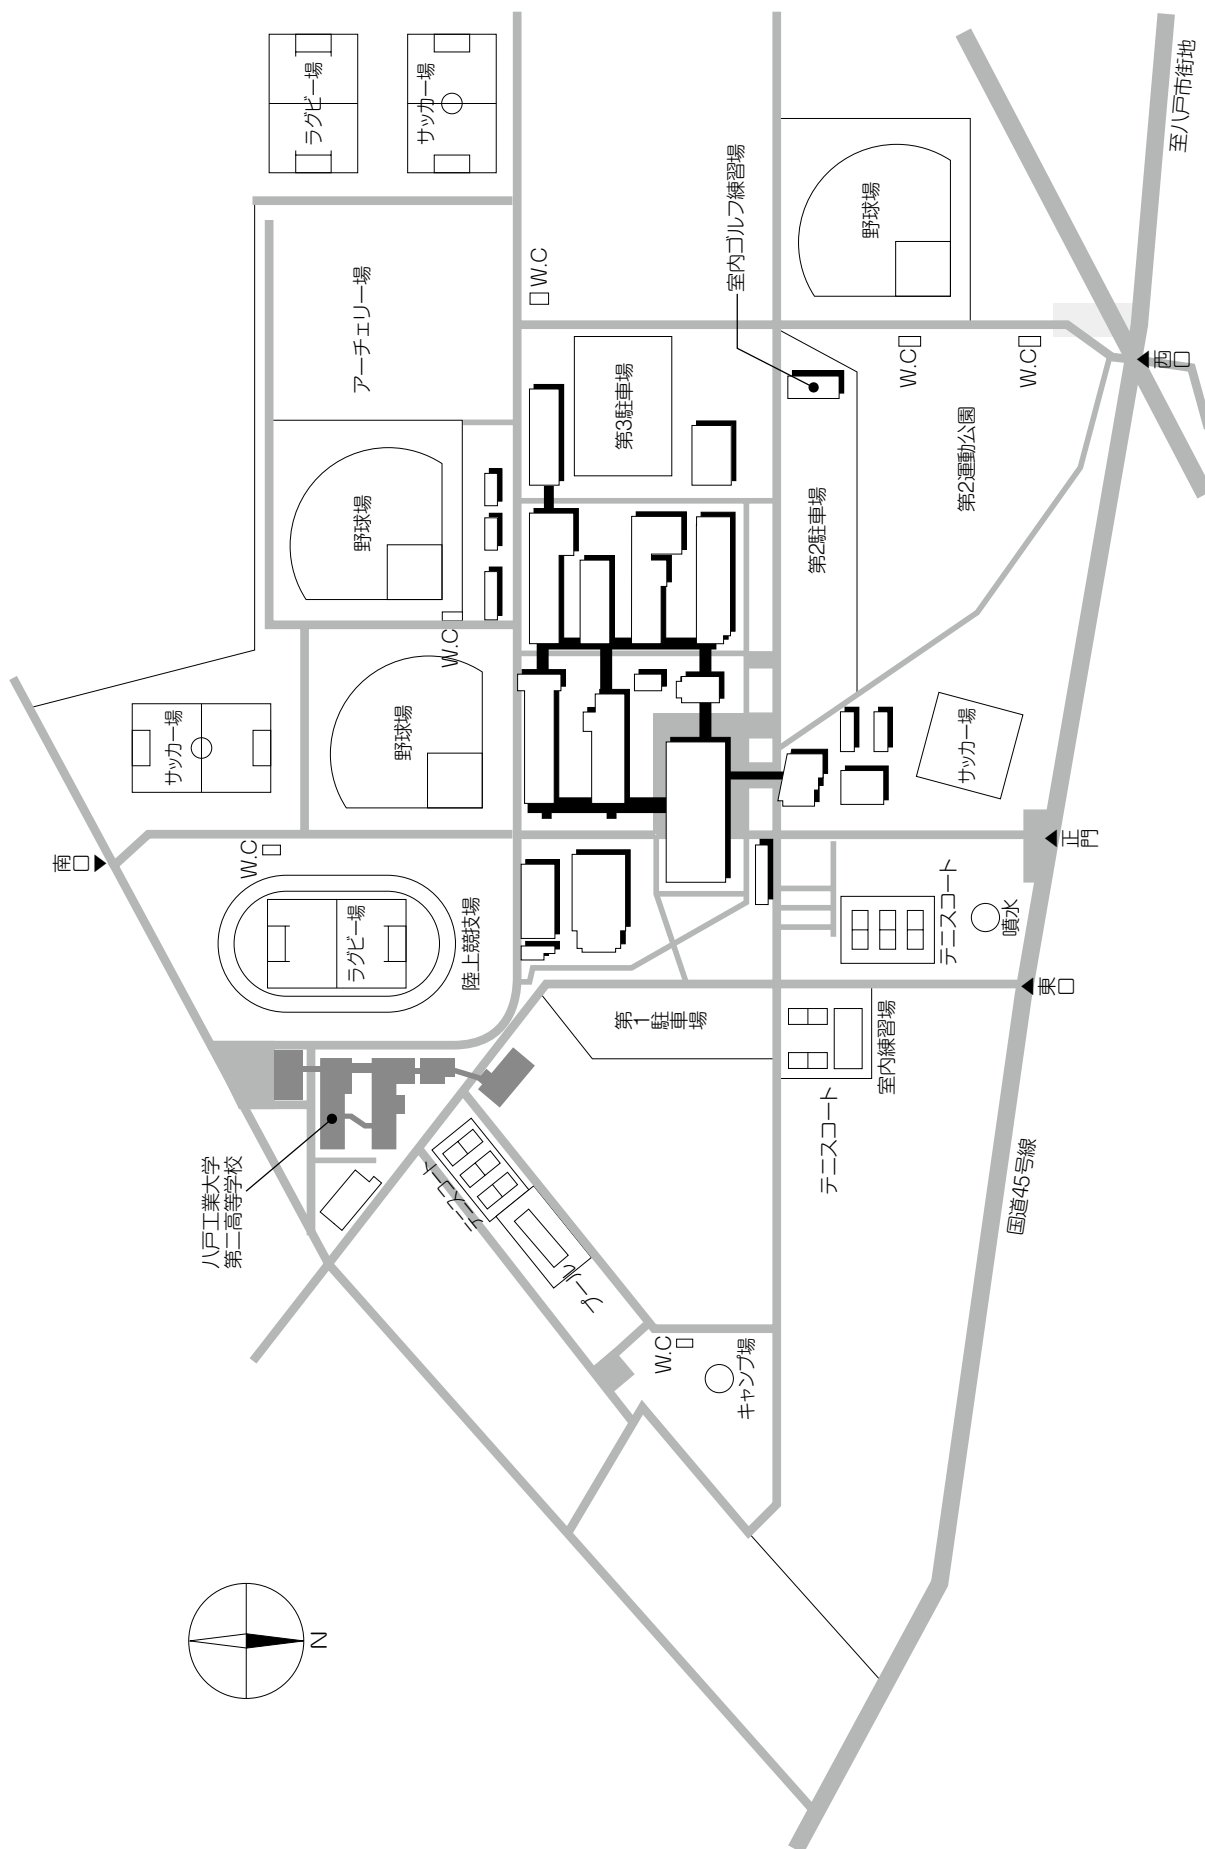 ラグビー場
サッカー場
至八戸市街地
室内ゴルフ練習場
野球場
W.C
アーチェリー場
第3駐車場
W.C
W.C
西口
野球場
第2駐車場
第2運動公園
W.C
サッカー場
野球場
サッカー場
南口
W.C
正門
ラグビー場
陸上競技場
テニスコート
噴水
東口
第1駐車場
室内練習場
テニスコート
八戸工業大学
第二高等学校
テニスコート
国道45号線
プール
W.C
キャンプ場
N